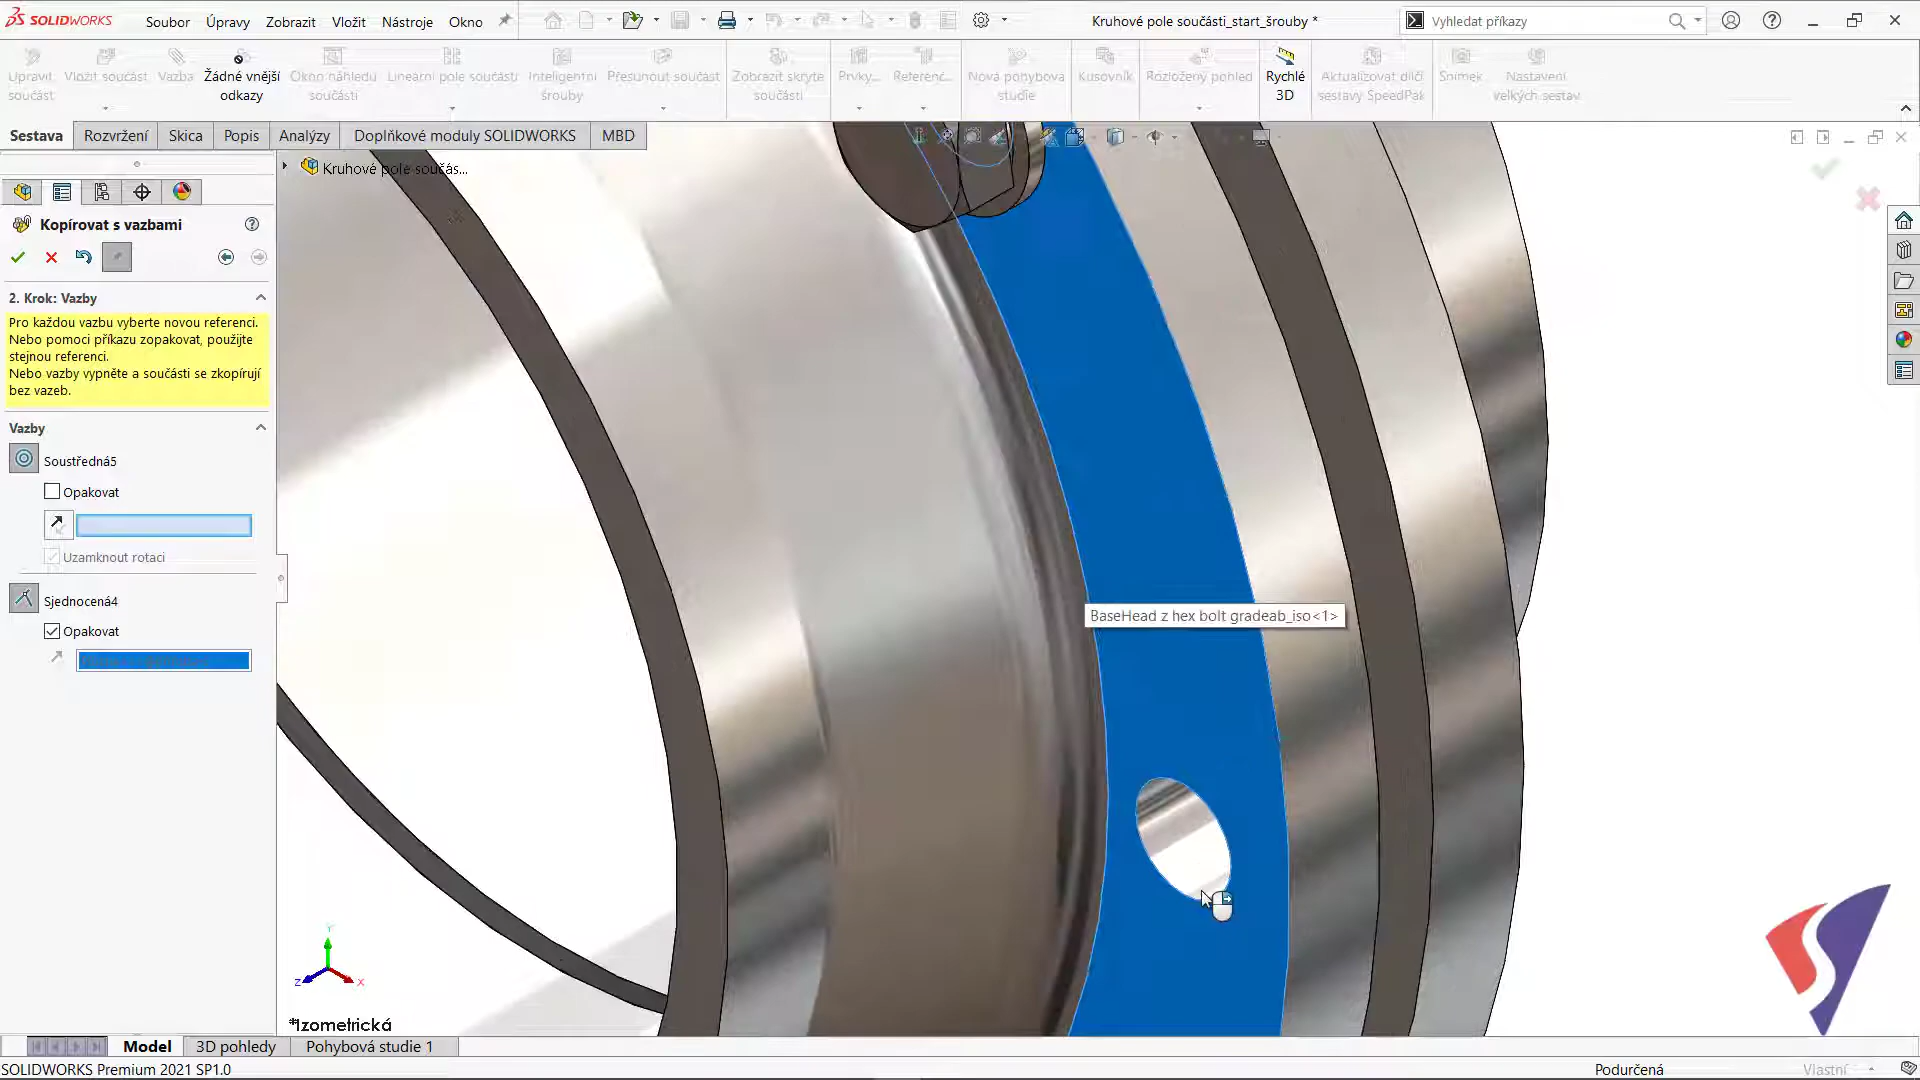 SOLIDWORKS
Soubor
Úpravy
Zobrazit
Vložit
Nástroje
Okno
Kruhové pole součásti_start_šrouby *
Vyhledat příkazy
Upravit součást
Vložit součást
Vazba
Žádné vnější odkazy
Okno náhledu součásti
Lineární pole součástí
Inteligentní šrouby
Přesunout součást
Zobrazit skryté součásti
Prvky...
Referenč...
Nová pohybová studie
Kusovník
Rozložený pohled
Rychlé 3D
Aktualizovat dílčí sestavy SpeedPak
Snímek
Nastavení velkých sestav
Sestava
Rozvržení
Skica
Popis
Analýzy
Doplňkové moduly SOLIDWORKS
MBD
Kruhové pole součás...
Kopírovat s vazbami
2. Krok: Vazby
Pro každou vazbu vyberte novou referenci.
Nebo pomocí příkazu zopakovat, použijte
stejnou referenci.
Nebo vazby vypněte a součásti se zkopírují
bez vazeb.
Vazby
Soustředná5
Opakovat
Uzamknout rotaci
Sjednocená4
Opakovat
BaseHead z hex bolt gradeab_iso<1>
Y
Z
X
*Izometrická
Model
3D pohledy
Pohybová studie 1
SOLIDWORKS Premium 2021 SP1.0
Podurčená
Vlastní